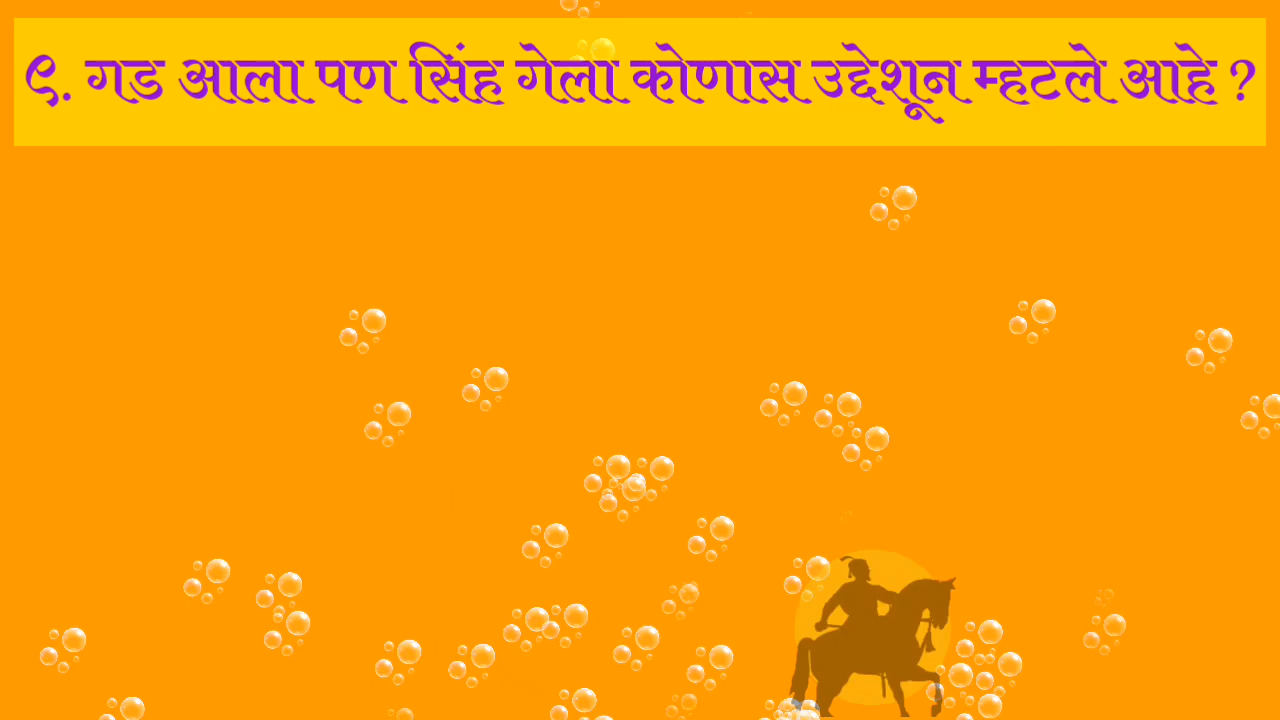 ९. गड आला पण सिंह गेला कोणास उद्देशून म्हटले आहे ?